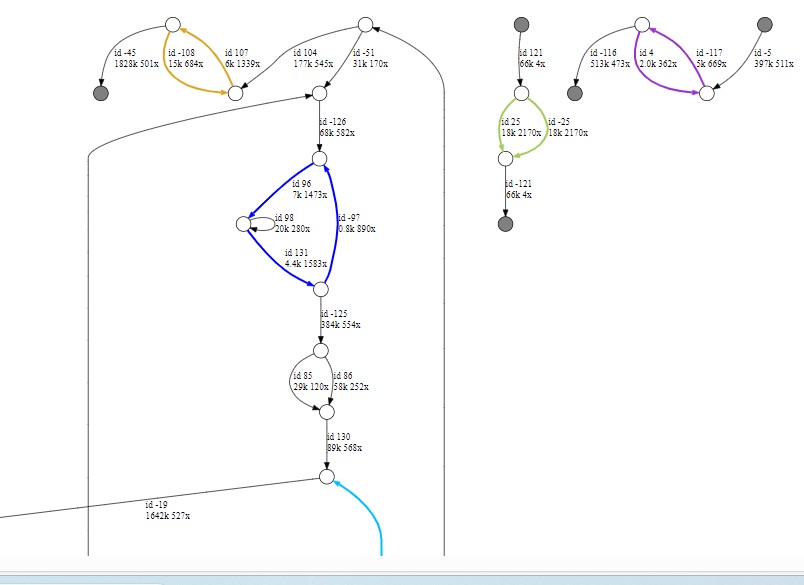 id -45
1828k 501x
id -108
15k 684x
id 107
6k 1339x
id 104
177k 545x
id -51
31k 170x
id 121
66k 4x
id -116
513k 473x
id 4
2.0k 362x
id -117
5k 669x
id -5
397k 511x
id -126
68k 582x
id 25
18k 2170x
id -25
18k 2170x
id 96
7k 1473x
id -121
66k 4x
id 98
20k 280x
id -97
0.8k 890x
id 131
4.4k 1583x
id -125
384k 554x
id 85
29k 120x
id 86
58k 252x
id 130
89k 568x
id -19
1642k 527x